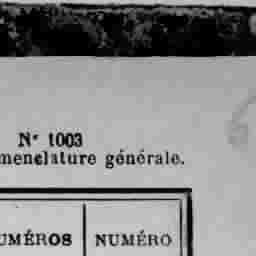 N° 1003
menclature générale.
UMÉROS NUMÉRO